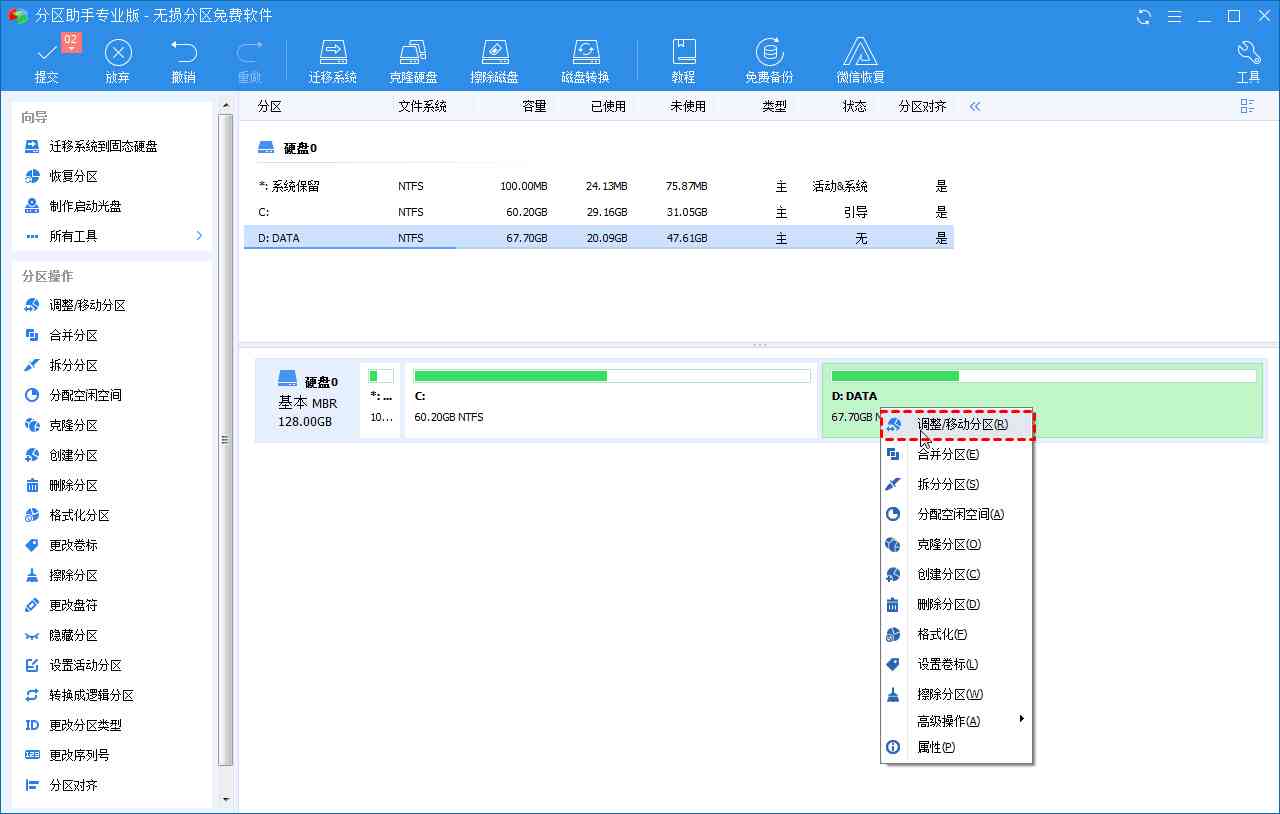 分区助手专业版 - 无损分区免费软件
02
提交 放弃 撤销 重做 迁移系统 克隆硬盘 擦除磁盘 磁盘转换 教程 免费备份 微信恢复 工具
向导
迁移系统到固态硬盘
恢复分区
制作启动光盘
所有工具
分区操作
调整/移动分区
合并分区
拆分分区
分配空闲空间
克隆分区
创建分区
删除分区
格式化分区
更改卷标
擦除分区
更改盘符
隐藏分区
设置活动分区
转换成逻辑分区
ID 更改分区类型
更改序列号
分区对齐
分区 文件系统 容量 已使用 未使用 类型 状态 分区对齐
硬盘0
*: 系统保留 NTFS 100.00MB 24.13MB 75.87MB 主 活动&系统 是
C: NTFS 60.20GB 29.16GB 31.05GB 主 引导 是
D: DATA NTFS 67.70GB 20.09GB 47.61GB 主 无 是
硬盘0
基本 MBR
128.00GB
*: ...
10...
C:
60.20GB NTFS
D: DATA
67.70GB N
调整/移动分区(R)
合并分区(E)
拆分分区(S)
分配空闲空间(A)
克隆分区(O)
创建分区(C)
删除分区(D)
格式化(F)
设置卷标(L)
擦除分区(W)
高级操作(A)
属性(P)